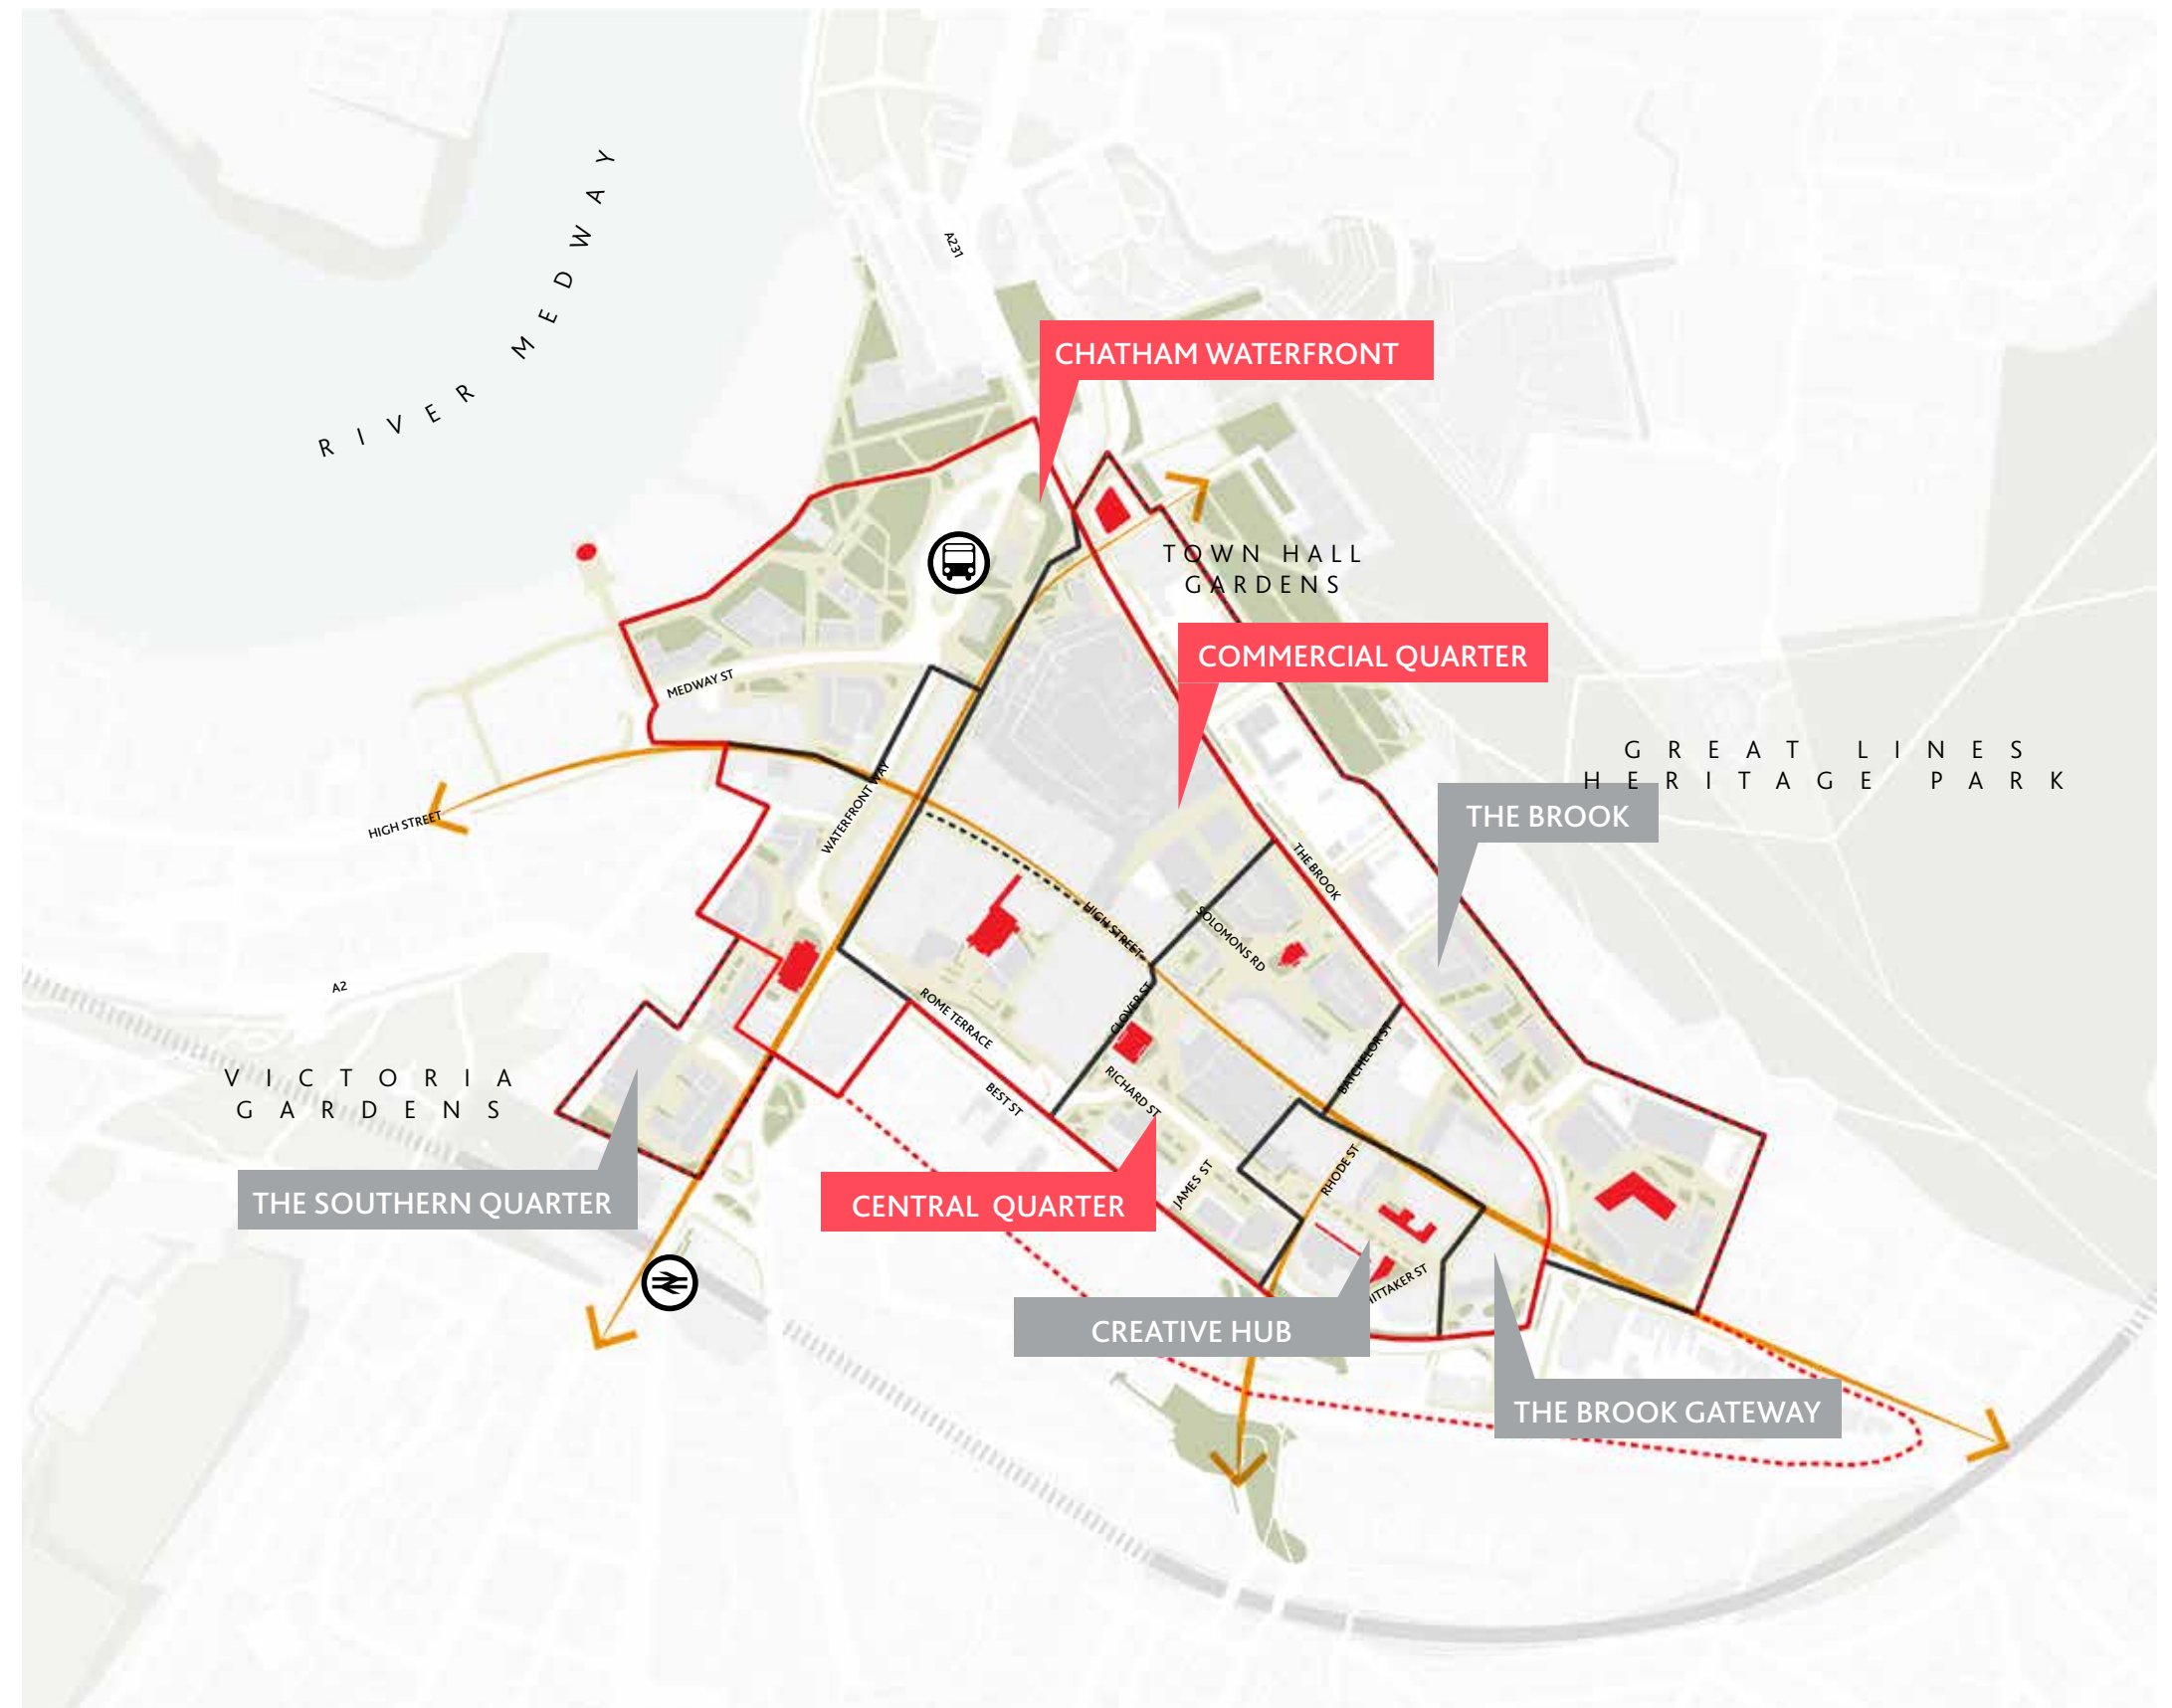 RIVER MEDWAY
A231
CHATHAM WATERFRONT
TOWN HALL
GARDENS
COMMERCIAL QUARTER
MEDWAY ST
GREAT LINES
HERITAGE PARK
THE BROOK
WATERFRONT WAY
HIGH STREET
THE BROOK
HIGH STREET
SOLOMONS RD
A2
CLOVER ST
ROME TERRACE
BATCHELOR ST
VICTORIA
GARDENS
BEST ST
RICHARD ST
THE SOUTHERN QUARTER
CENTRAL QUARTER
JAMES ST
RHODE ST
ITTAKER ST
CREATIVE HUB
THE BROOK GATEWAY